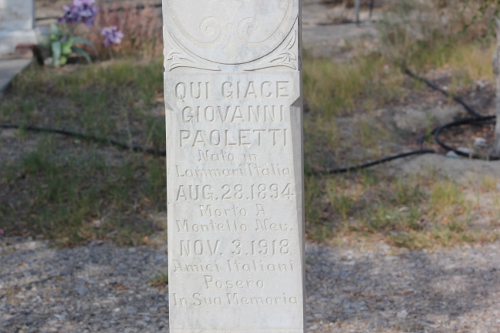 QUI GIACE
GIOVANNI
PAOLETTI
Nato in
Lammari Italia
AUG. 28. 1894
Morto A
Montello Nev.
NOV. 3. 1918
Amici Italiani
Posero
In Sua Memoria